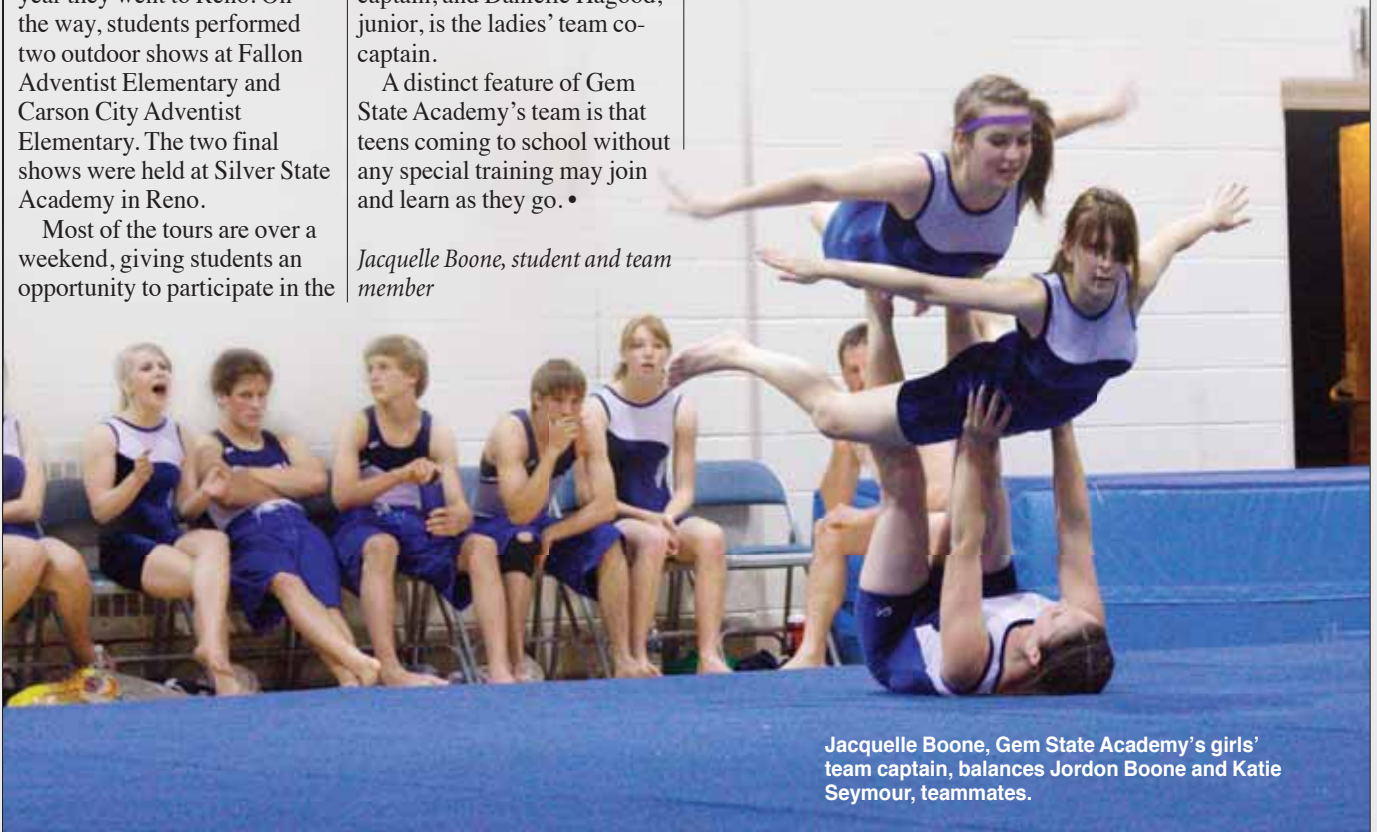 the way, students performed
two outdoor shows at Fallon
Adventist Elementary and
Carson City Adventist
Elementary. The two final
shows were held at Silver State
Academy in Reno.
Most of the tours are over a
weekend, giving students an
opportunity to participate in the
captain, and Danielle Hagood,
junior, is the ladies’ team co-
captain.
A distinct feature of Gem
State Academy’s team is that
teens coming to school without
any special training may join
and learn as they go. •
Jacquelle Boone, student and team
member
Jacquelle Boone, Gem State Academy’s girls’
team captain, balances Jordon Boone and Katie
Seymour, teammates.